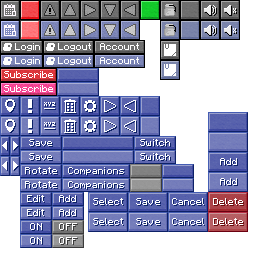 Login Logout Account
Login Logout Account
Subscribe
Subscribe
XYZ
XYZ
Save Switch
Save Switch
Add
Rotate Companions
Add
Rotate Companions
Edit Add
Select Save Cancel Delete
Edit Add
Select Save Cancel Delete
ON OFF
ON OFF